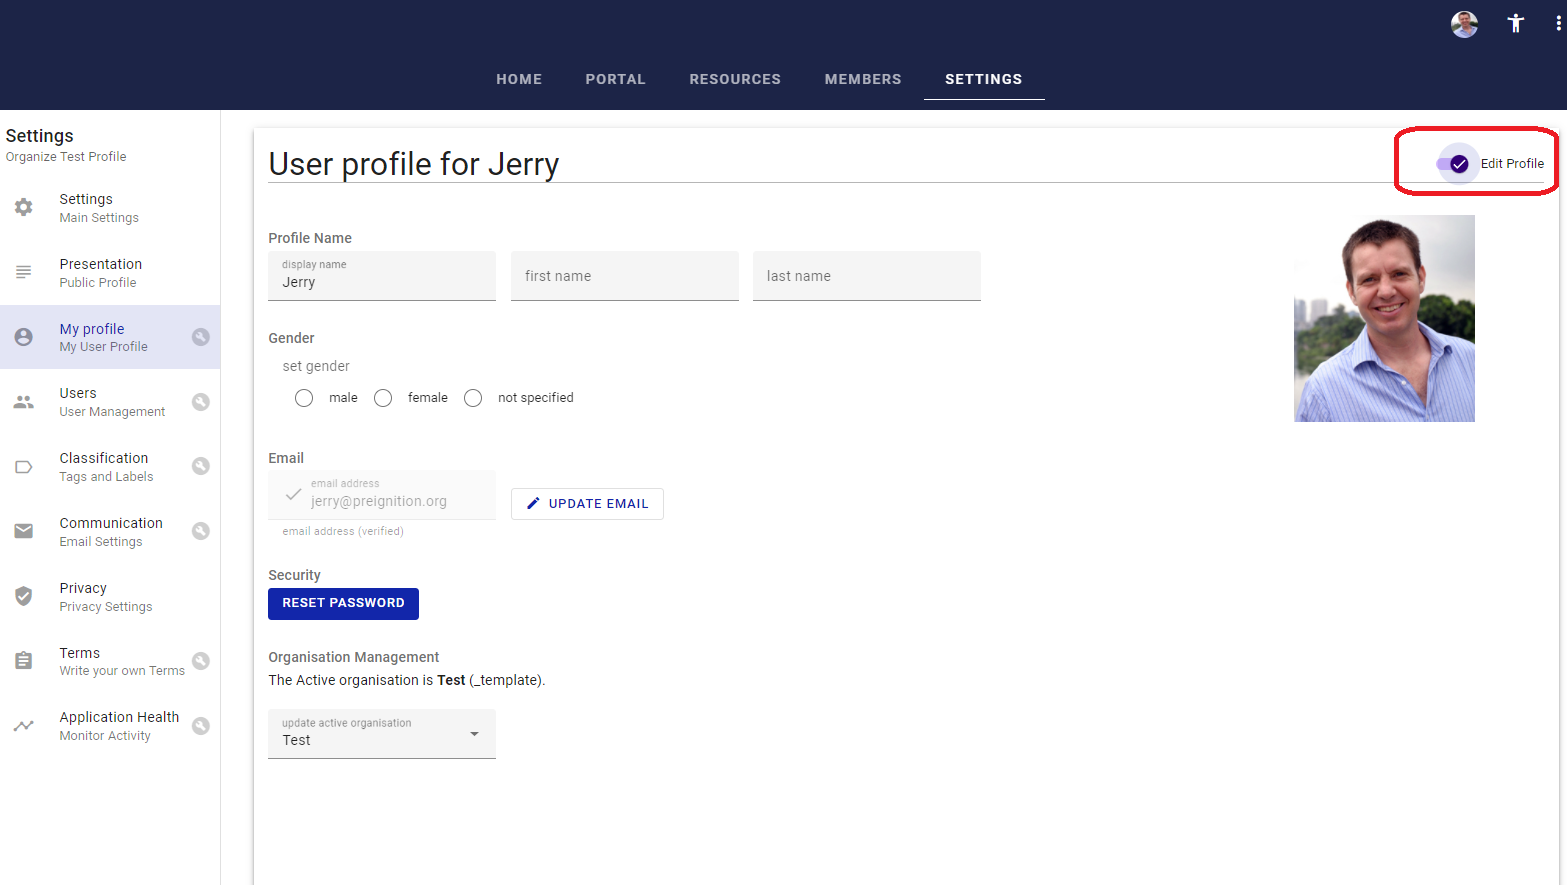 HOME PORTAL RESOURCES MEMBERS SETTINGS
Settings
Organize Test Profile
Settings
Main Settings
Presentation
Public Profile
My profile
My User Profile
Users
User Management
Classification
Tags and Labels
Communication
Email Settings
Privacy
Privacy Settings
Terms
Write your own Terms
Application Health
Monitor Activity
User profile for Jerry
Edit Profile
Profile Name
display name
Jerry
first name
last name
Gender
set gender
male female not specified
Email
email address
jerry@preignition.org
UPDATE EMAIL
email address (verified)
Security
RESET PASSWORD
Organisation Management
The Active organisation is Test (_template).
update active organisation
Test